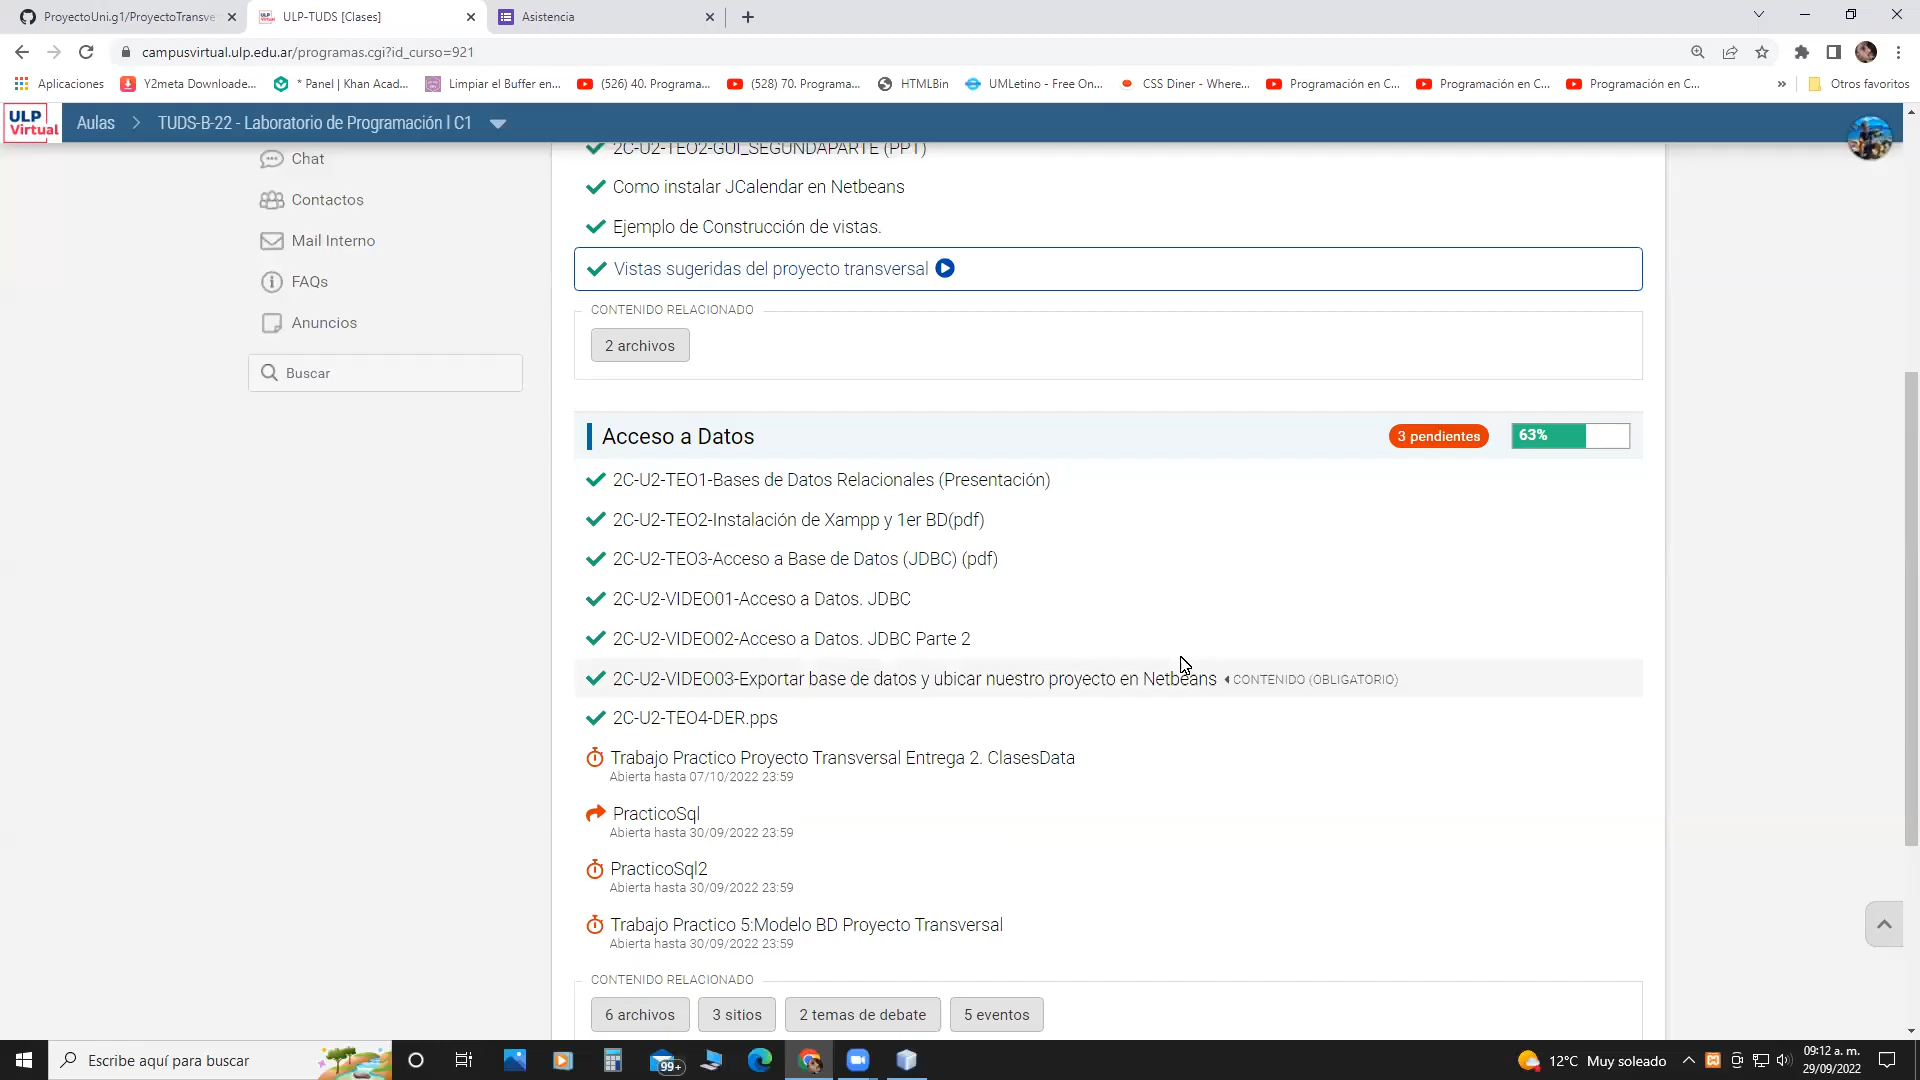 ProyectoUni.g1/ProyectoTransve
ULP-TUDS [Clases]
Asistencia
campusvirtual.ulp.edu.ar/programas.cgi?id_curso=921
Aplicaciones
Y2meta Downloade...
* Panel | Khan Acad...
Limpiar el Buffer en...
(526) 40. Programa...
(528) 70. Programa...
HTMLBin
UMLetino - Free On...
CSS Diner - Where...
Programación en C...
Programación en C...
Programación en C...
»
Otros favoritos
ULP Virtual
Aulas
TUDS-B-22 - Laboratorio de Programación I C1
Chat
Contactos
Mail Interno
FAQs
Anuncios
Buscar
2C-U2-TEO2-GUI_SEGUNDAPARTE (PPT)
Como instalar JCalendar en Netbeans
Ejemplo de Construcción de vistas.
Vistas sugeridas del proyecto transversal
CONTENIDO RELACIONADO
2 archivos
Acceso a Datos
3 pendientes
63%
2C-U2-TEO1-Bases de Datos Relacionales (Presentación)
2C-U2-TEO2-Instalación de Xampp y 1er BD(pdf)
2C-U2-TEO3-Acceso a Base de Datos (JDBC) (pdf)
2C-U2-VIDEO01-Acceso a Datos. JDBC
2C-U2-VIDEO02-Acceso a Datos. JDBC Parte 2
2C-U2-VIDEO03-Exportar base de datos y ubicar nuestro proyecto en Netbeans
CONTENIDO (OBLIGATORIO)
2C-U2-TEO4-DER.pps
Trabajo Practico Proyecto Transversal Entrega 2. ClasesData
Abierta hasta 07/10/2022 23:59
PracticoSql
Abierta hasta 30/09/2022 23:59
PracticoSql2
Abierta hasta 30/09/2022 23:59
Trabajo Practico 5:Modelo BD Proyecto Transversal
Abierta hasta 30/09/2022 23:59
CONTENIDO RELACIONADO
6 archivos
3 sitios
2 temas de debate
5 eventos
Escribe aquí para buscar
99+
12°C Muy soleado
09:12 a. m.
29/09/2022